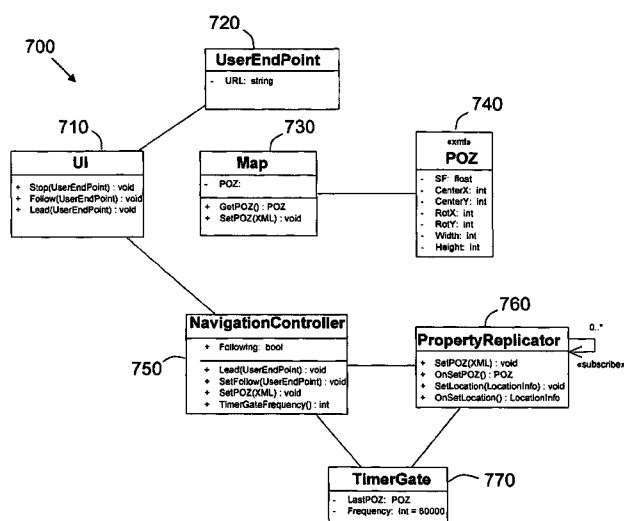 700
720
UserEndPoint
- URL: string
710
UI
+ Stop(UserEndPoint) : void
+ Follow(UserEndPoint) : void
+ Lead(UserEndPoint) : void
730
Map
- POZ:
+ GetPOZ() : POZ
+ SetPOZ(XML) : void
740
«xml»
POZ
- SF: float
- CenterX: int
- CenterY: int
- RotX: int
- RotY: int
- Width: int
- Height: int
750
NavigationController
+ Following: bool
+ Lead(UserEndPoint) : void
+ SetFollow(UserEndPoint) : void
+ SetPOZ(XML) : void
+ TimerGateFrequency() : int
760
PropertyReplicator
+ SetPOZ(XML) : void
+ OnSetPOZ() : POZ
+ SetLocation(LocationInfo) : void
+ OnSetLocation() : LocationInfo
0..*
«subscribe»
770
TimerGate
- LastPOZ: POZ
- Frequency: Int = 60000